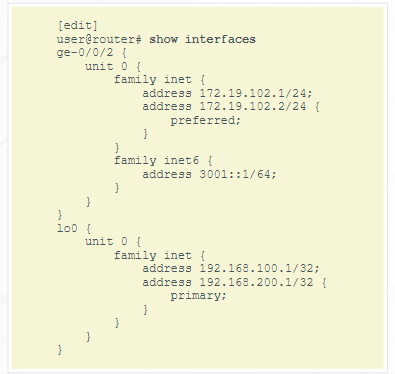 [edit]
user@router# show interfaces
ge-0/0/2 {
unit 0 {
family inet {
address 172.19.102.1/24;
address 172.19.102.2/24 {
preferred;
}
}
family inet6 {
address 3001::1/64;
}
}
}
lo0 {
unit 0 {
family inet {
address 192.168.100.1/32;
address 192.168.200.1/32 {
primary;
}
}
}
}